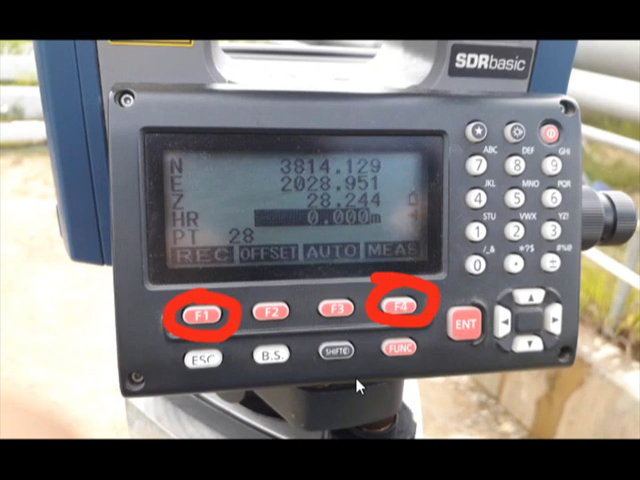 SDRbasic
N 3814.129
E 2028.951
Z 28.244
HR 0.000m
PT 28
REC OFFSET AUTO MEAS
F1 F2 F3 F4
ESC B.S. SHIFT FUNC
ENT
ABC DEF GHI
7 8 9
JKL MNO PQR
4 5 6
STU VWX YZ!
1 2 3
/_& *?$ #%@
0 . ±